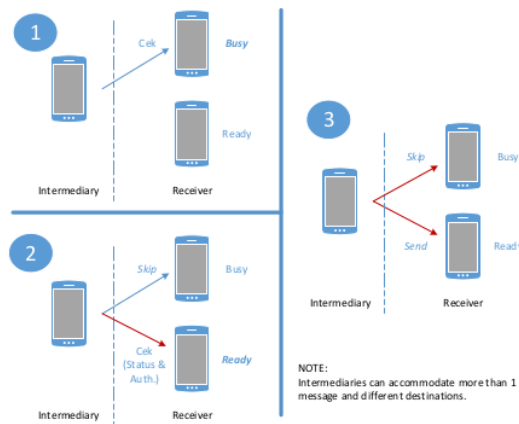 1
Cek
Busy
Ready
Intermediary
Receiver
2
Skip
Busy
Cek
(Status &
Auth.)
Ready
Intermediary
Receiver
3
Skip
Busy
Send
Ready
Intermediary
Receiver
NOTE:
Intermediaries can accommodate more than 1
message and different destinations.